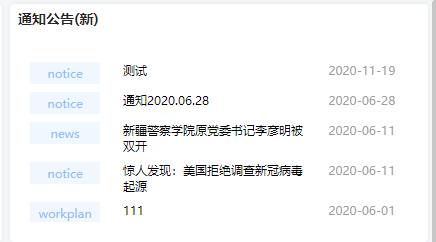 通知公告(新)
notice 测试 2020-11-19
notice 通知2020.06.28 2020-06-28
news 新疆警察学院原党委书记李彦明被 2020-06-11
双开
notice 惊人发现：美国拒绝调查新冠病毒 2020-06-11
起源
workplan 111 2020-06-01